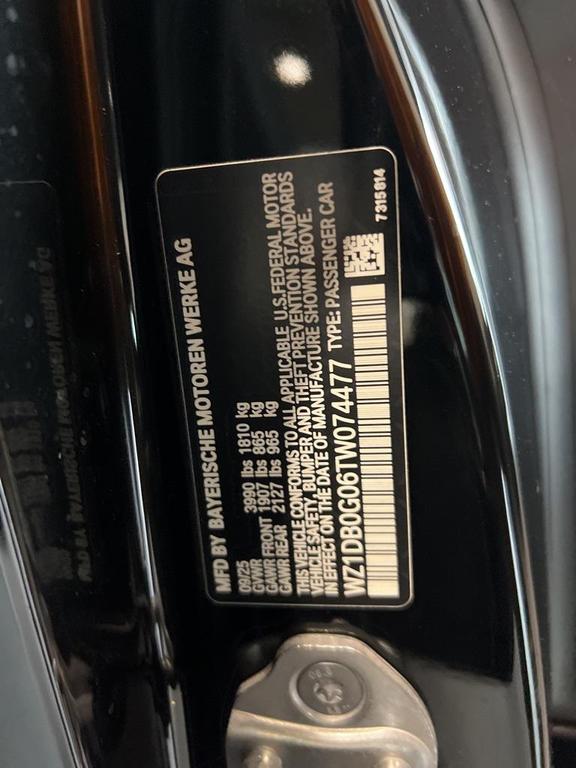 MFD BY BAYERISCHE MOTOREN WERKE AG
09/25
GVWR 3990 lbs 1810 kg
GAWR FRONT 1907 lbs 865 kg
GAWR REAR 2127 lbs 965 kg
THIS VEHICLE CONFORMS TO ALL APPLICABLE U.S. FEDERAL MOTOR
VEHICLE SAFETY, BUMPER AND THEFT PREVENTION STANDARDS
IN EFFECT ON THE DATE OF MANUFACTURE SHOWN ABOVE.
WZ1DB0G06TW074477 TYPE: PASSENGER CAR
7315814